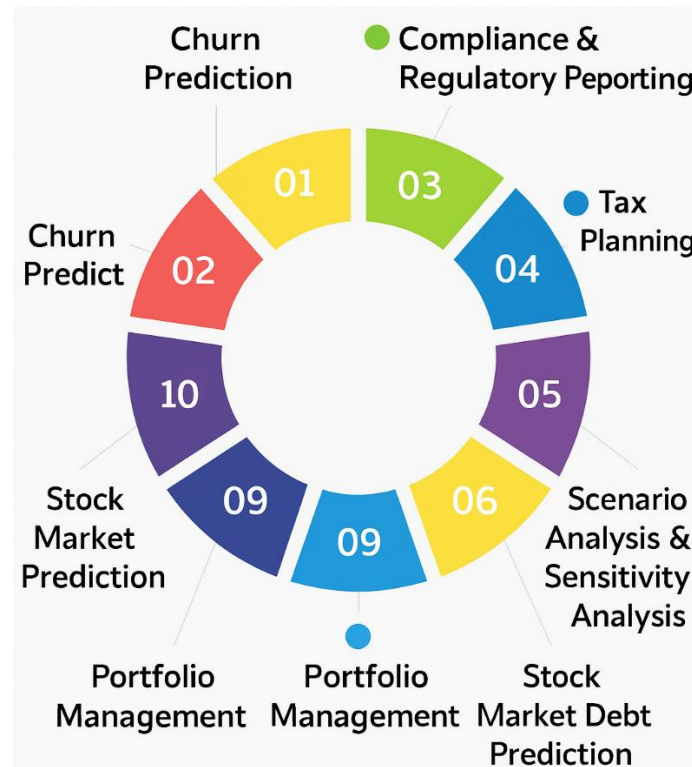 Churn
Prediction
Compliance &
Regulatory Peporting
01
03
Tax
Planning
04
Churn
Predict
02
10
05
09
09
06
Stock
Market
Prediction
Scenario
Analysis &
Sensitivity
Analysis
Portfolio
Management
Portfolio
Management
Stock
Market Debt
Prediction